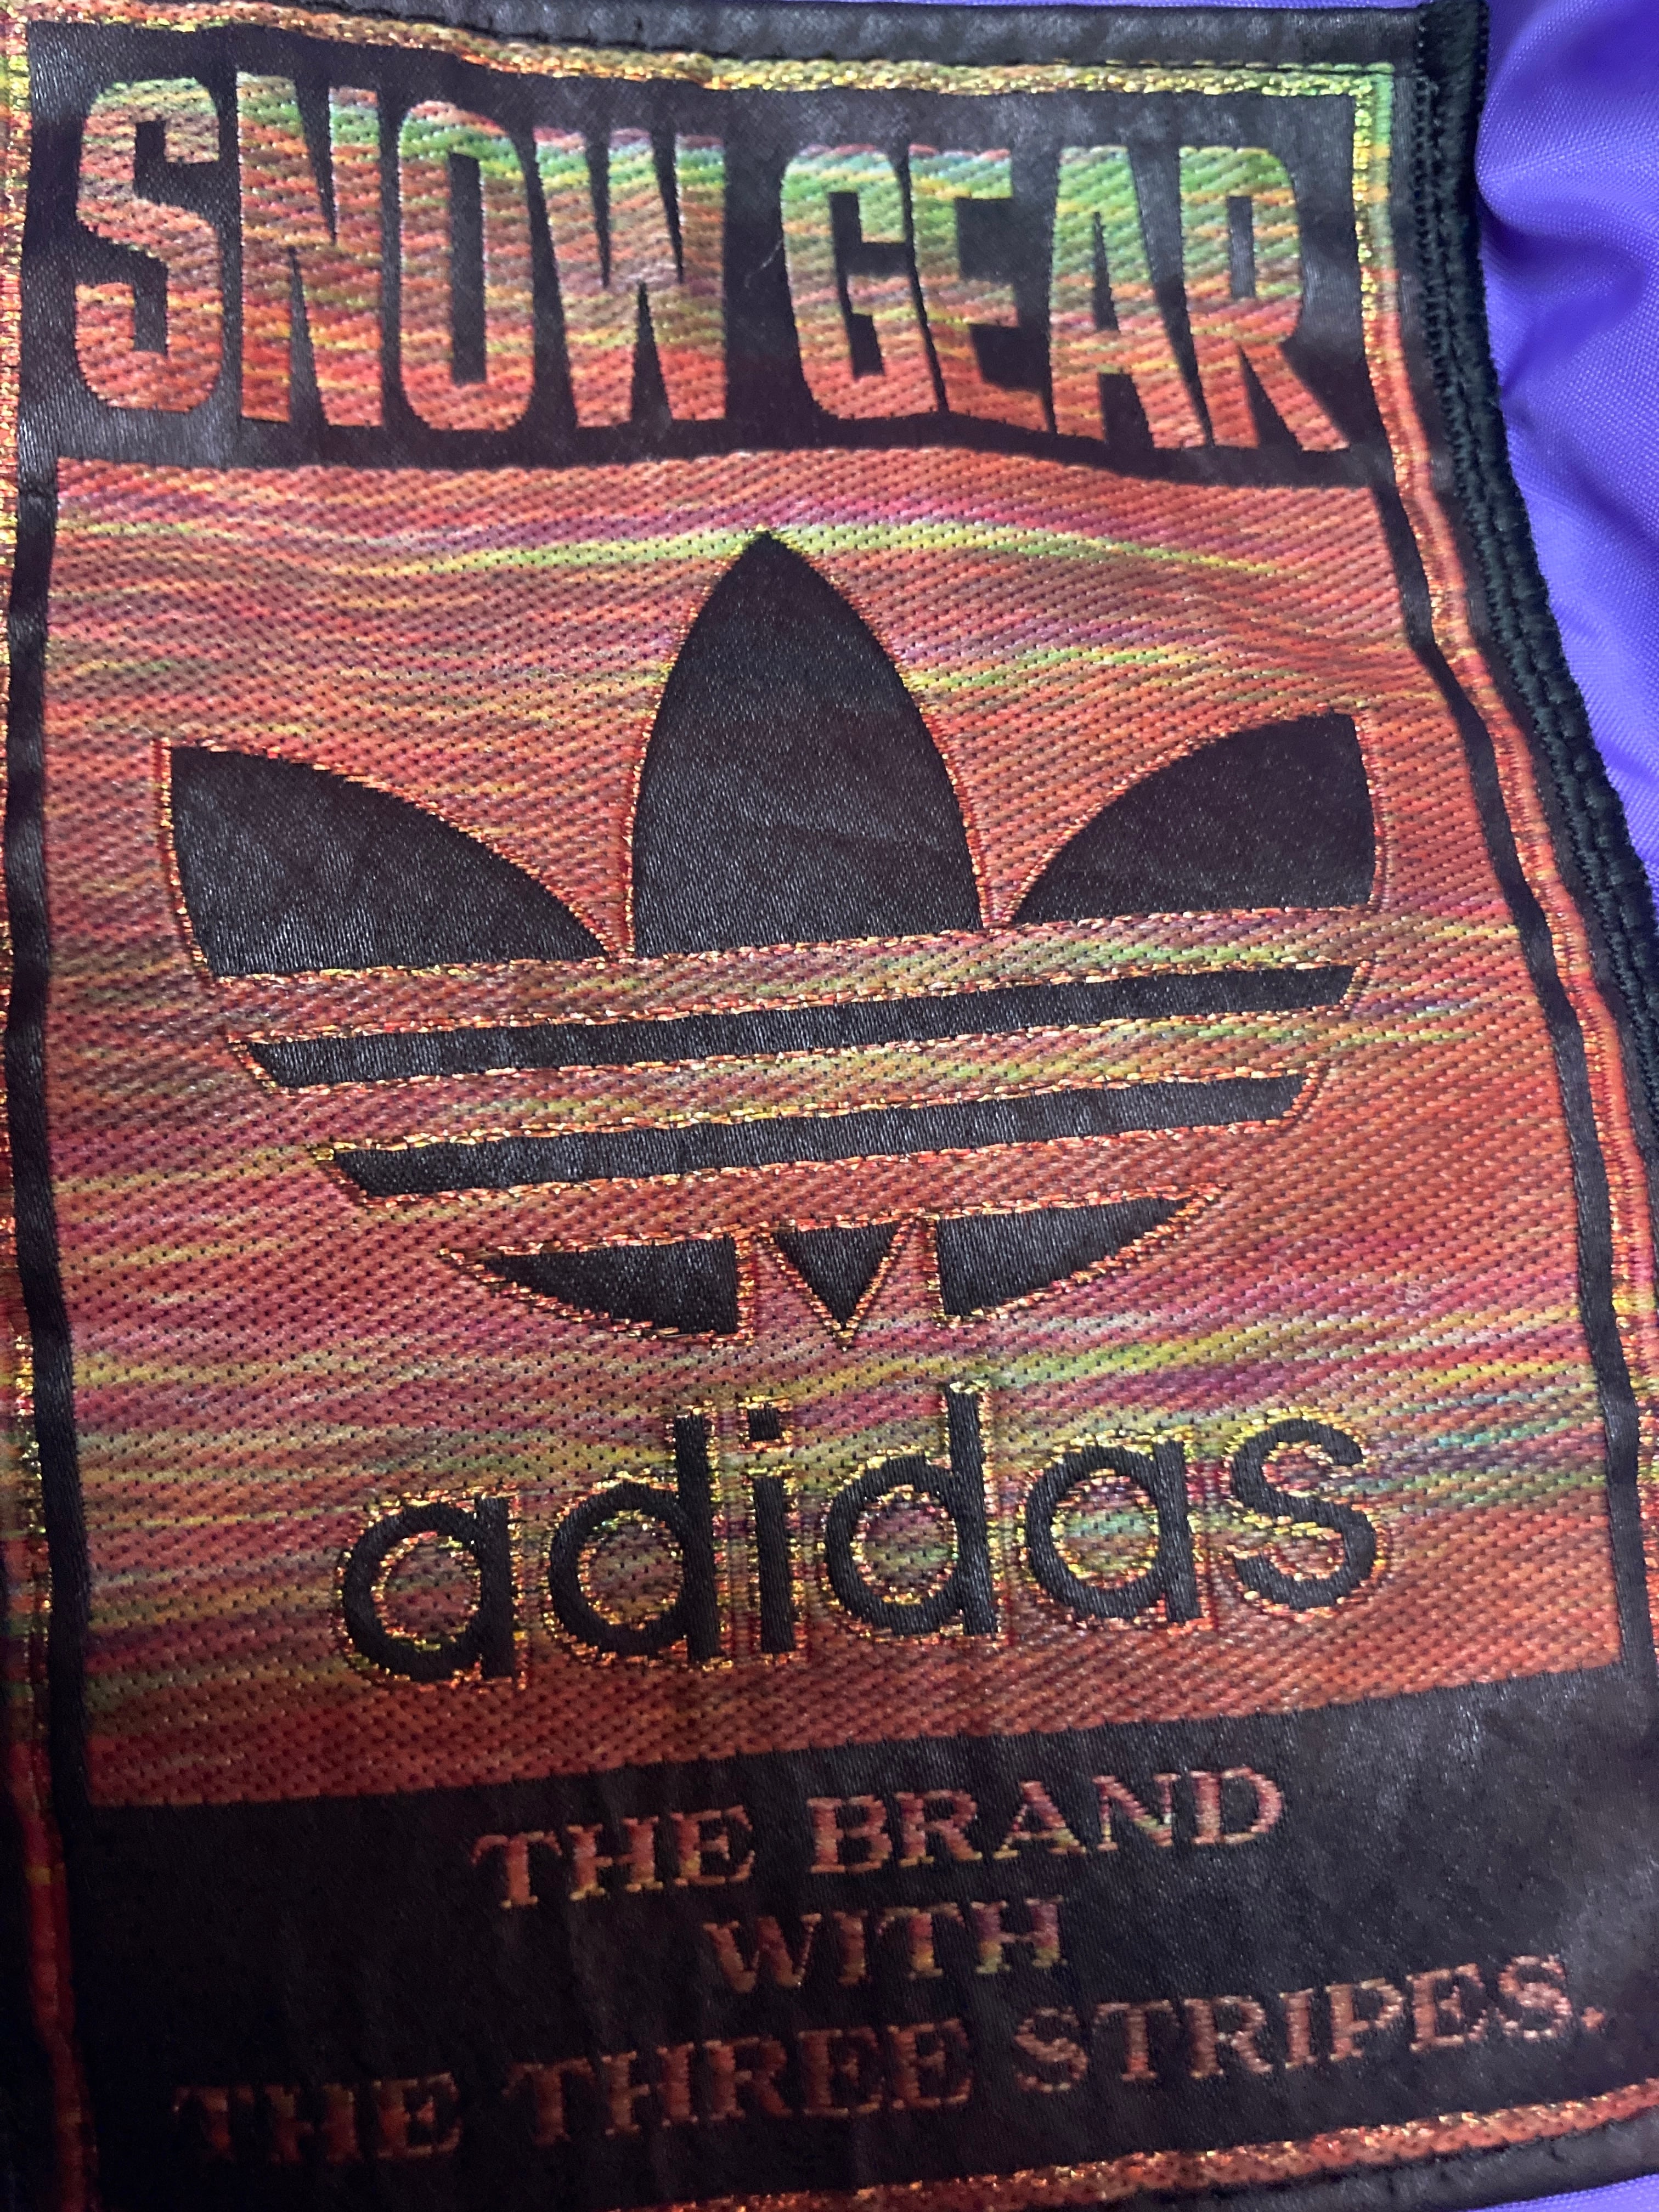 SNOW GEAR
adidas
THE BRAND
WITH
THE THREE STRIPES.